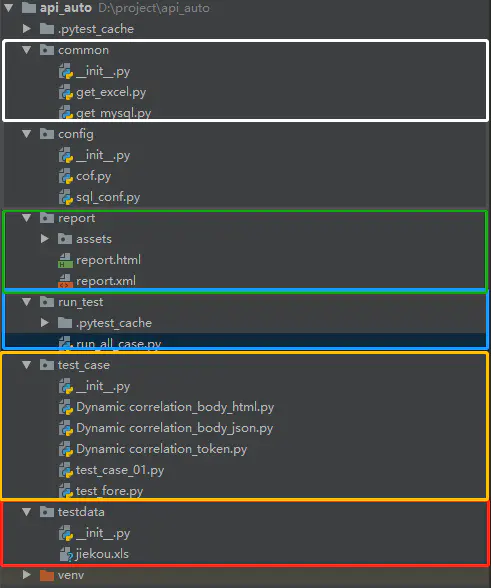 api_auto D:\project\api_auto
.pytest_cache
common
__init__.py
get_excel.py
get_mysql.py
config
__init__.py
cof.py
sql_conf.py
report
assets
report.html
report.xml
run_test
.pytest_cache
run_all_case.py
test_case
__init__.py
Dynamic correlation_body_html.py
Dynamic correlation_body_json.py
Dynamic correlation_token.py
test_case_01.py
test_fore.py
testdata
__init__.py
jiekou.xls
venv